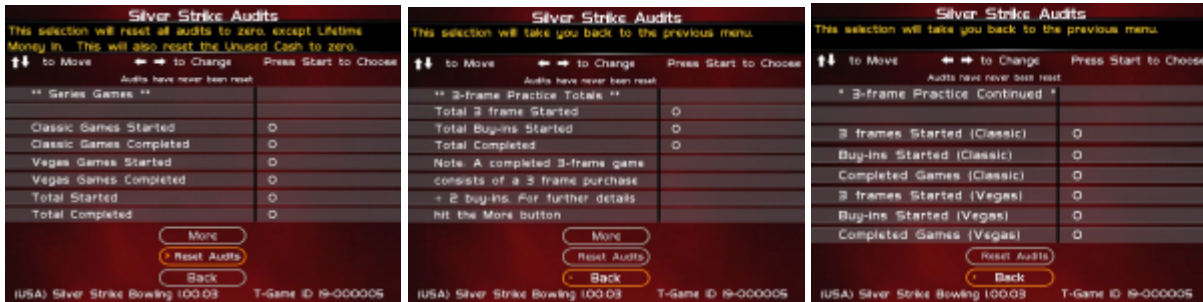 Silver Strike Audits
This selection will reset all audits to zero, except Lifetime
Money In. This will also reset the Unused Cash to zero.
to Move to Change Press Start to Choose
Audits have never been reset
** Series Games **
Classic Games Started 0
Classic Games Completed 0
Vegas Games Started 0
Vegas Games Completed 0
Total Started 0
Total Completed 0
More
Reset Audits
Back
(USA) Silver Strike Bowling 1.00.03 T-Game ID 19-000005
Silver Strike Audits
This selection will take you back to the previous menu.
to Move to Change Press Start to Choose
Audits have never been reset
** 3-frame Practice Totals **
Total 3 frame Started 0
Total Buy-ins Started 0
Total Completed 0
Note: A completed 3-frame game
consists of a 3 frame purchase
+ 2 buy-ins. For further details
hit the More button
More
Reset Audits
Back
(USA) Silver Strike Bowling 1.00.03 T-Game ID 19-000005
Silver Strike Audits
This selection will take you back to the previous menu.
to Move to Change Press Start to Choose
Audits have never been reset
* 3-frame Practice Continued *
3 frames Started (Classic) 0
Buy-ins Started (Classic) 0
Completed Games (Classic) 0
3 frames Started (Vegas) 0
Buy-ins Started (Vegas) 0
Completed Games (Vegas) 0
Reset Audits
Back
(USA) Silver Strike Bowling 1.00.03 T-Game ID 19-000005